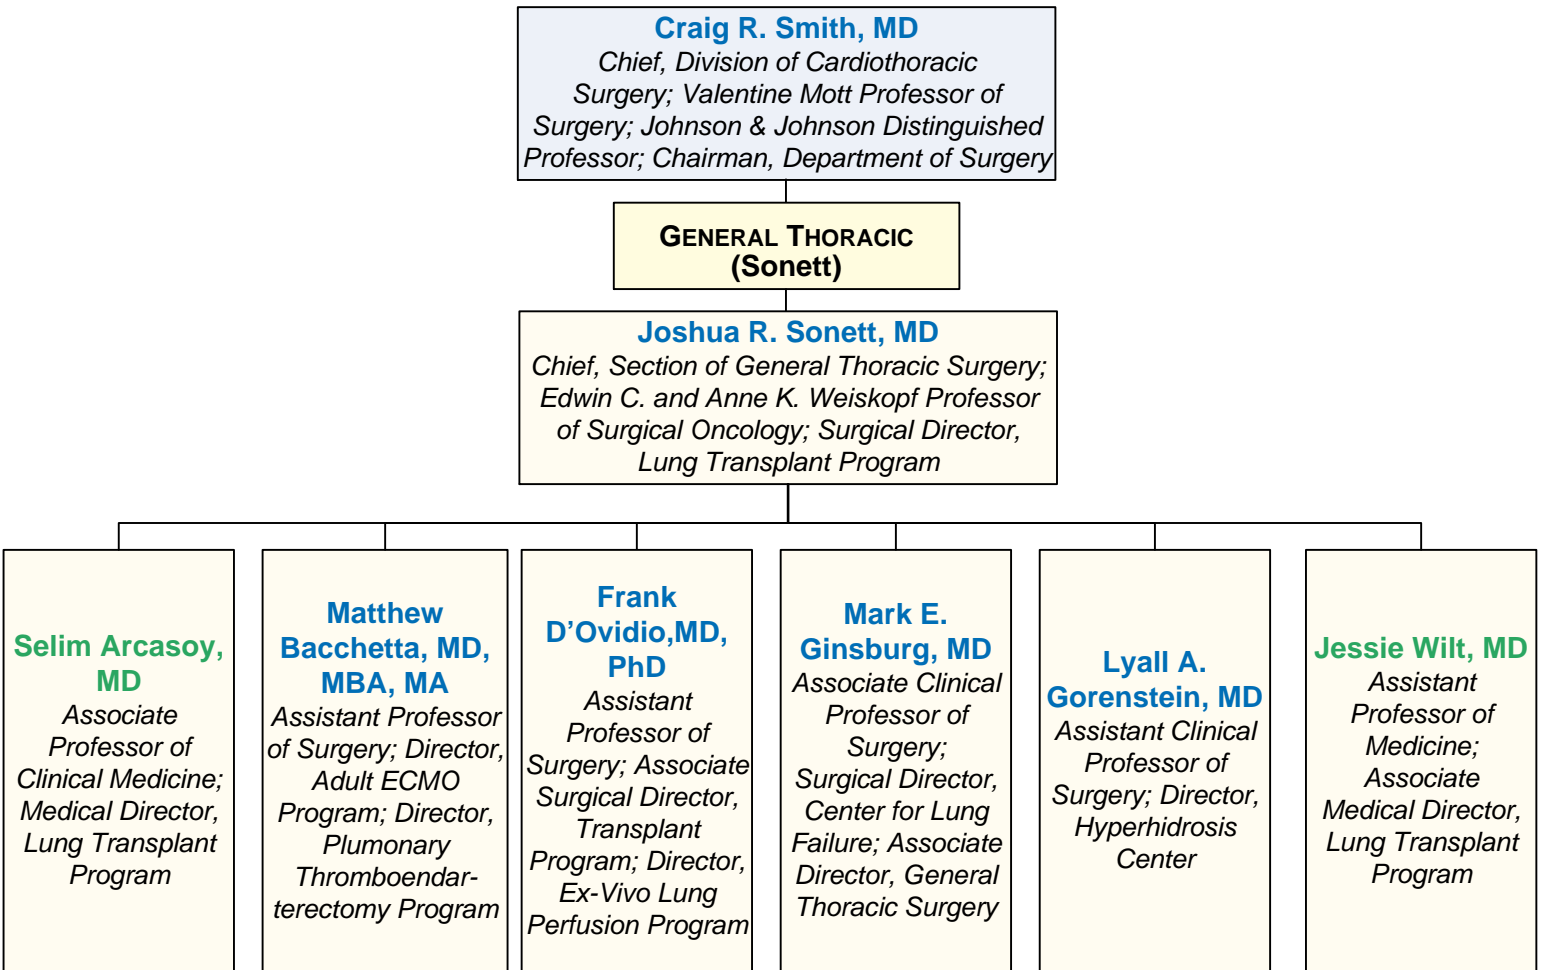 Craig R. Smith, MD
Chief, Division of Cardiothoracic
Surgery; Valentine Mott Professor of
Surgery; Johnson & Johnson Distinguished
Professor; Chairman, Department of Surgery
GENERAL THORACIC
(Sonett)
Joshua R. Sonett, MD
Chief, Section of General Thoracic Surgery;
Edwin C. and Anne K. Weiskopf Professor
of Surgical Oncology; Surgical Director,
Lung Transplant Program
Selim Arcasoy,
MD
Associate
Professor of
Clinical Medicine;
Medical Director,
Lung Transplant
Program
Matthew
Bacchetta, MD,
MBA, MA
Assistant Professor
of Surgery; Director,
Adult ECMO
Program; Director,
Plumonary
Thromboendar-
terectomy Program
Frank
D’Ovidio,MD,
PhD
Assistant
Professor of
Surgery; Associate
Surgical Director,
Transplant
Program; Director,
Ex-Vivo Lung
Perfusion Program
Mark E.
Ginsburg, MD
Associate Clinical
Professor of
Surgery;
Surgical Director,
Center for Lung
Failure; Associate
Director, General
Thoracic Surgery
Lyall A.
Gorenstein, MD
Assistant Clinical
Professor of
Surgery; Director,
Hyperhidrosis
Center
Jessie Wilt, MD
Assistant
Professor of
Medicine;
Associate
Medical Director,
Lung Transplant
Program